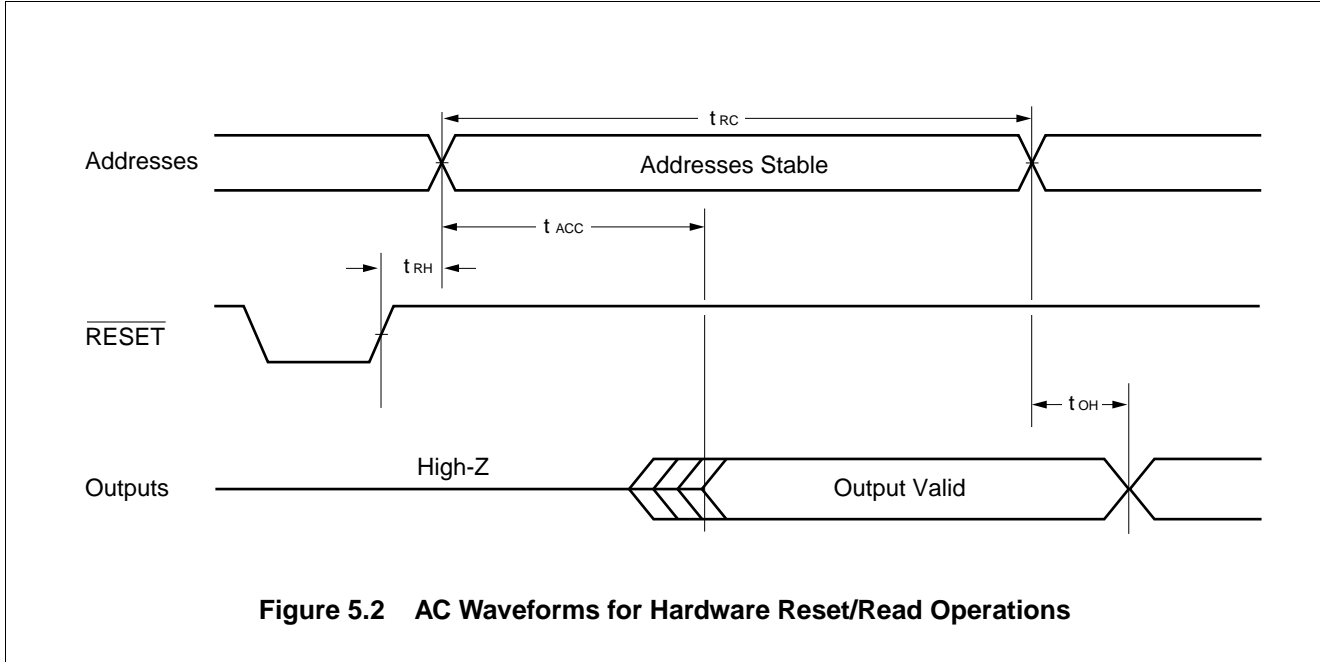 t RC
Addresses
Addresses Stable
t ACC
t RH
RESET
t OH
High-Z
Outputs
Output Valid
Figure 5.2 AC Waveforms for Hardware Reset/Read Operations